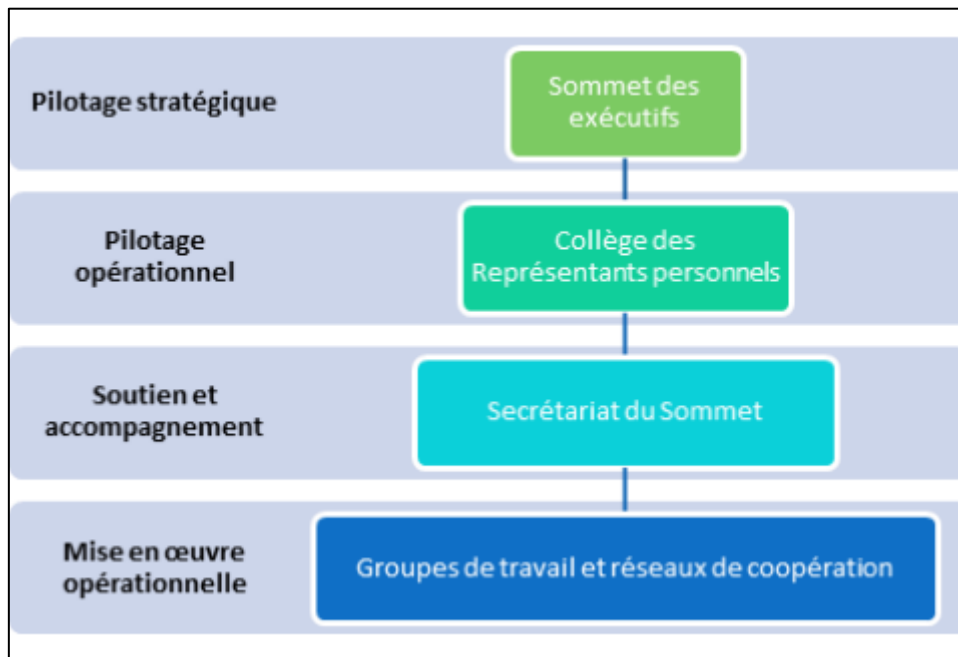 Pilotage stratégique
Sommet des
exécutifs
Pilotage
opérationnel
Collège des
Représentants personnels
Soutien et
accompagnement
Secrétariat du Sommet
Mise en œuvre
opérationnelle
Groupes de travail et réseaux de coopération